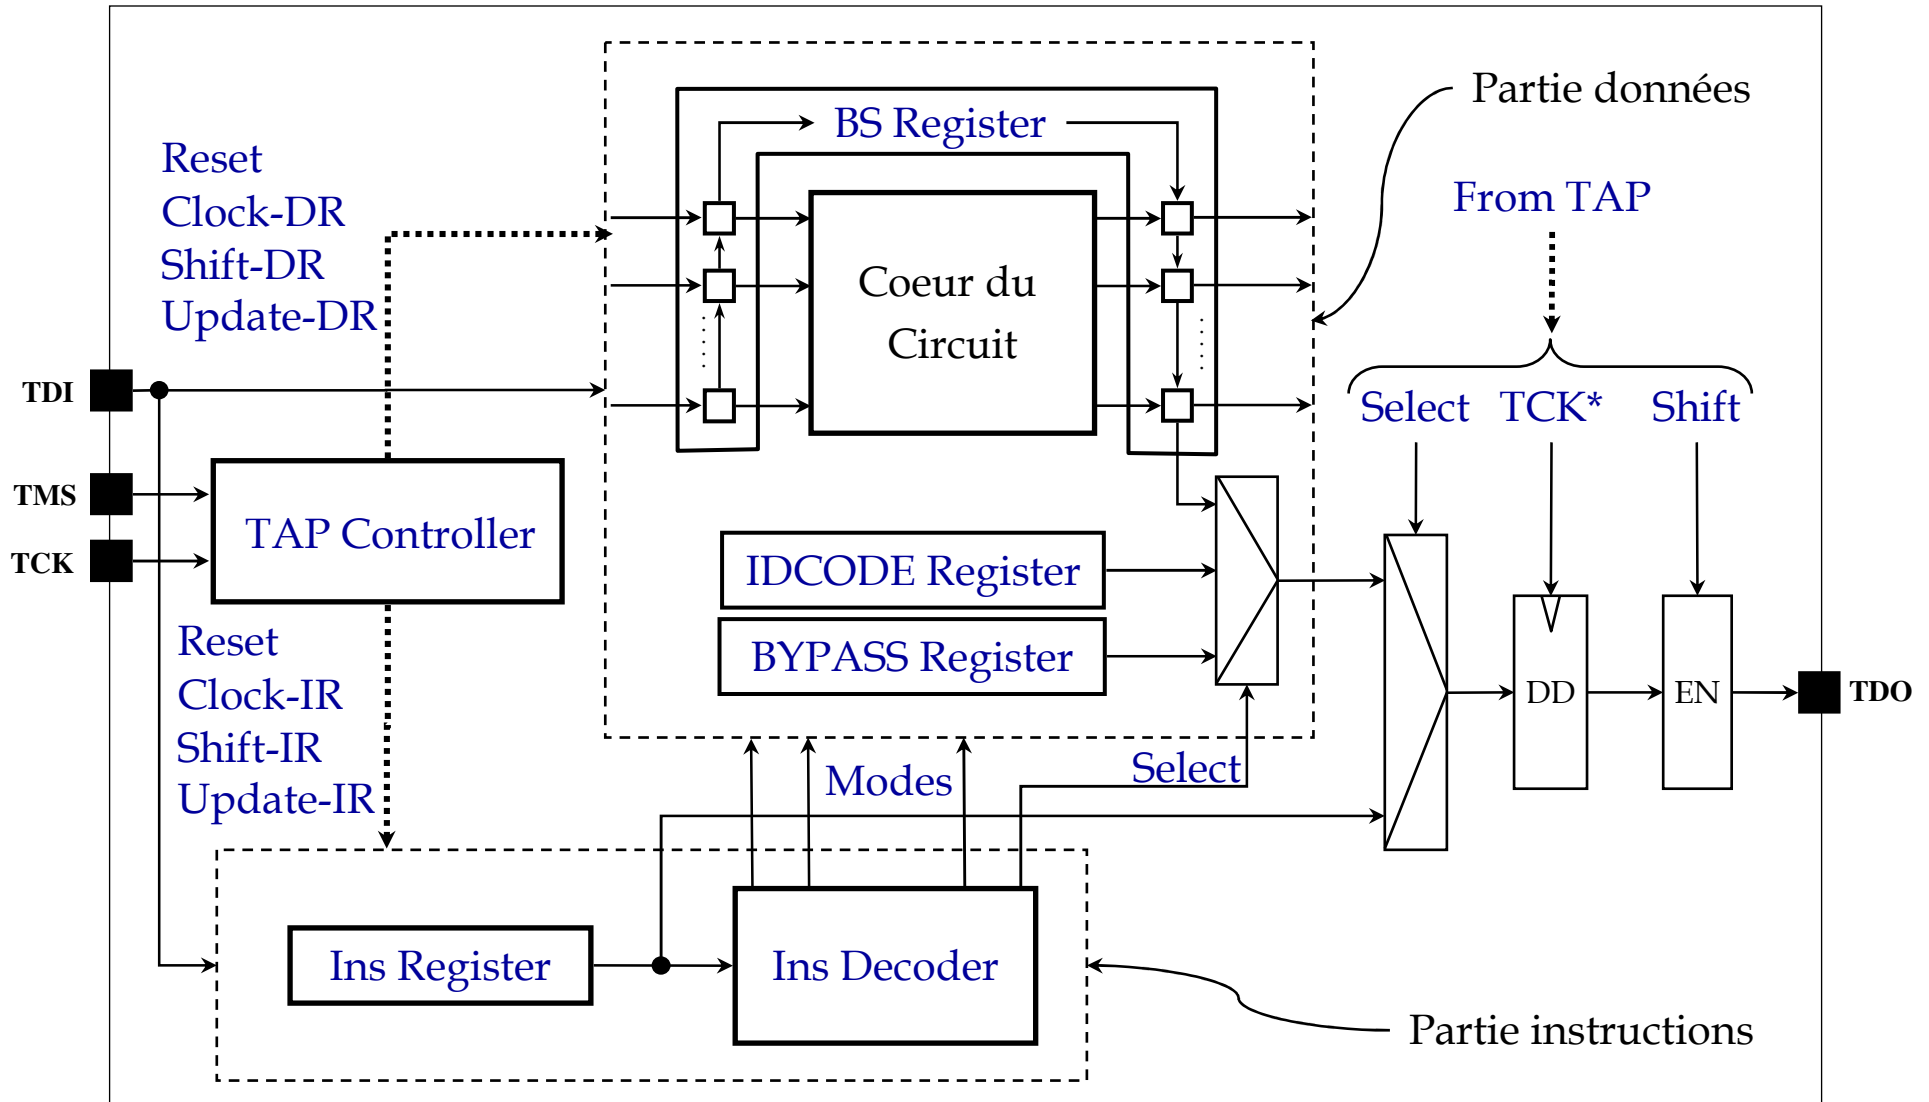 Partie données
BS Register
Reset
Clock-DR
Shift-DR
Update-DR
From TAP
Coeur du
Circuit
TDI
Select
TCK*
Shift
TMS
TAP Controller
TCK
IDCODE Register
BYPASS Register
Reset
Clock-IR
Shift-IR
Update-IR
DD
EN
TDO
Modes
Select
Ins Register
Ins Decoder
Partie instructions